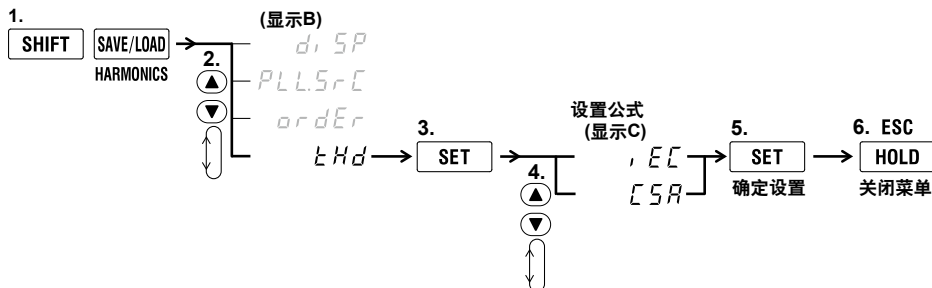 1.
SHIFT SAVE/LOAD
HARMONICS
2.
(显示B)
diSP
PLL.SrC
ordEr
tHd
3.
SET
4.
设置公式
(显示C)
iEC
CSA
5.
SET
确定设置
6. ESC
HOLD
关闭菜单